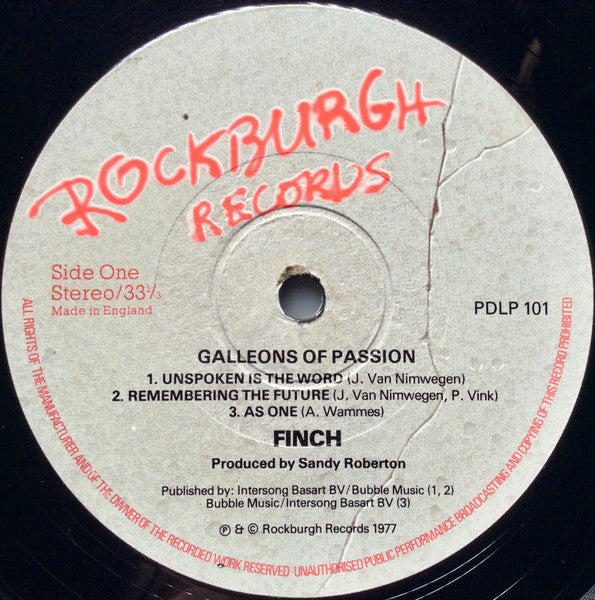 ROCKBURGH
RECORDS
Side One
Stereo/33⅓
Made in England
PDLP 101
GALLEONS OF PASSION
1. UNSPOKEN IS THE WORD (J. Van Nimwegen)
2. REMEMBERING THE FUTURE (J. Van Nimwegen, P. Vink)
3. AS ONE (A. Wammes)
FINCH
Produced by Sandy Roberton
Published by: Intersong Basart BV/Bubble Music (1, 2)
Bubble Music/Intersong Basart BV (3)
℗ & © Rockburgh Records 1977
ALL RIGHTS OF THE MANUFACTURER AND OF THE OWNER OF THE RECORDED WORK RESERVED · UNAUTHORISED PUBLIC PERFORMANCE BROADCASTING AND COPYING OF THIS RECORD PROHIBITED